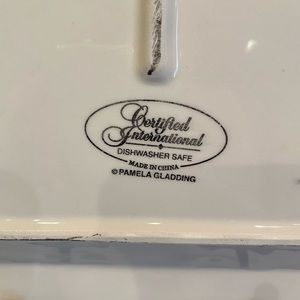 Certified
International
DISHWASHER SAFE
MADE IN CHINA
© PAMELA GLADDING